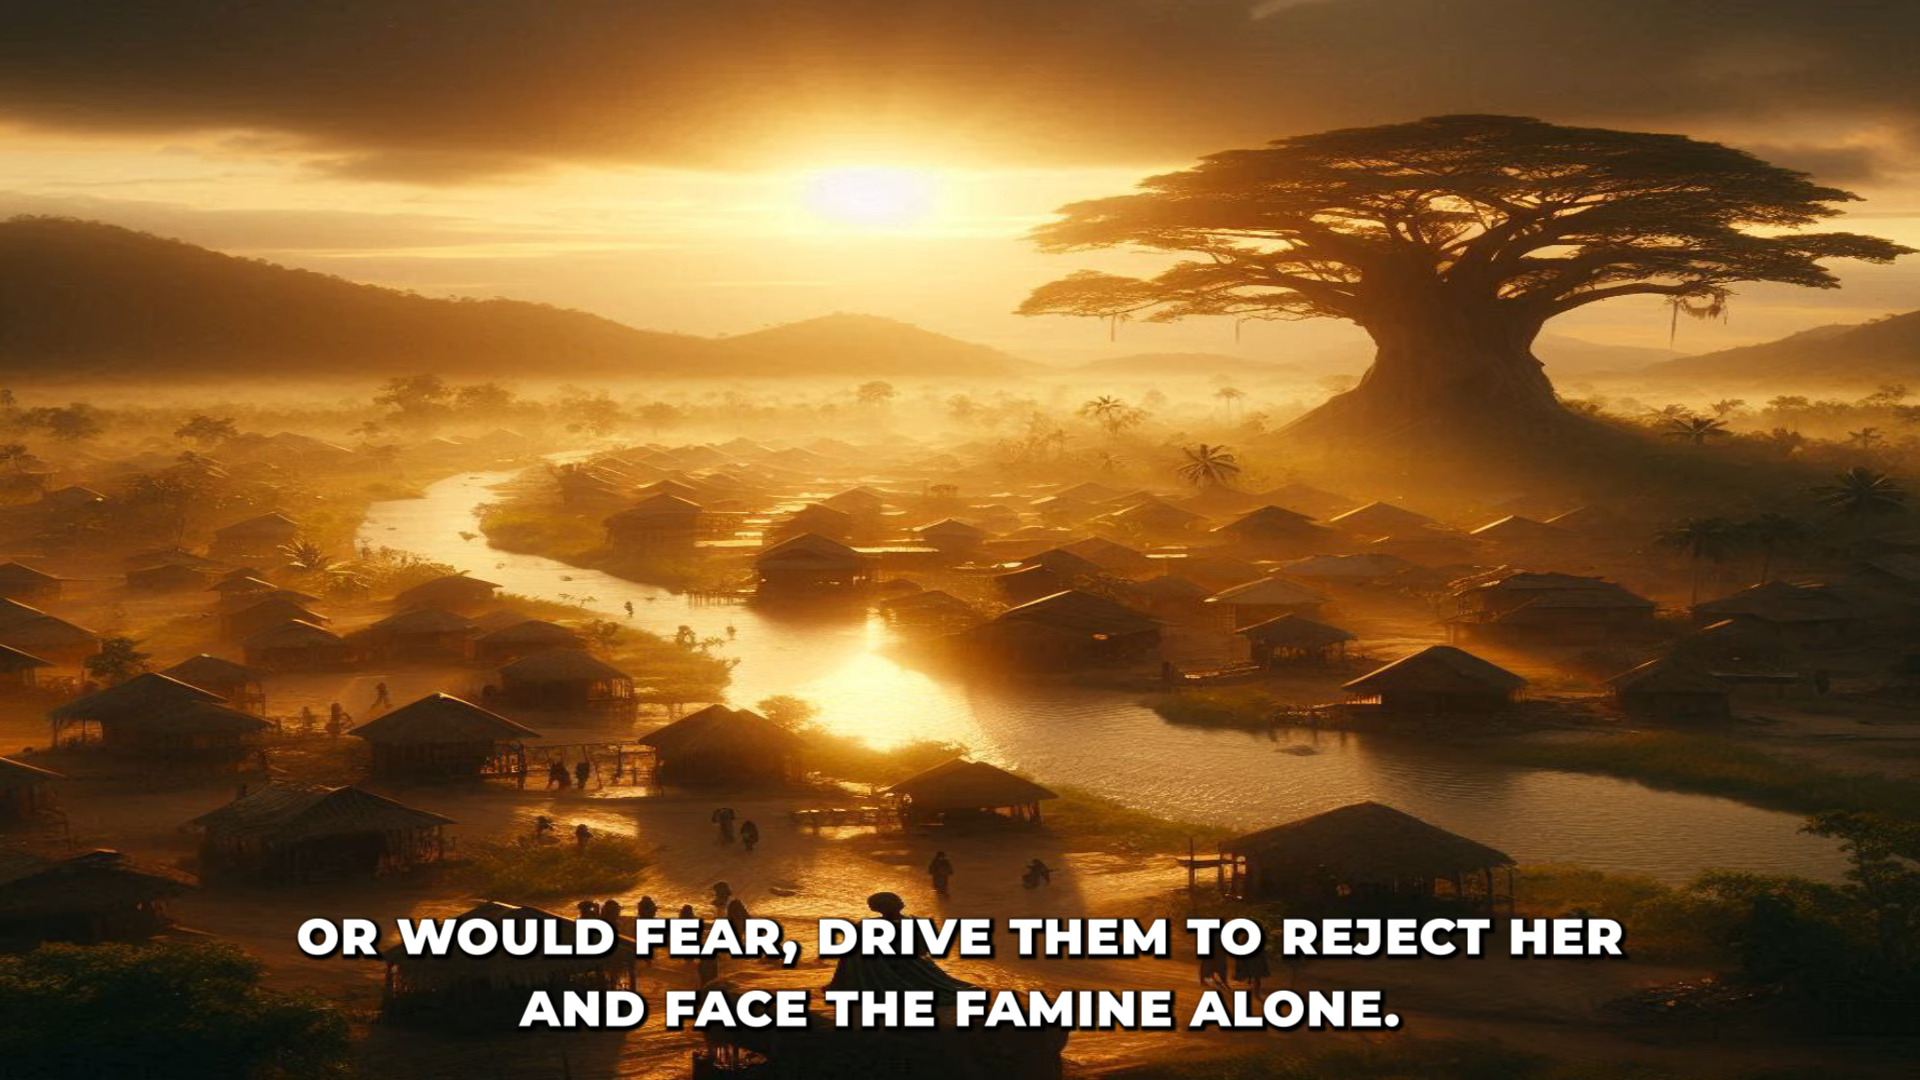 OR WOULD FEAR, DRIVE THEM TO REJECT HER
AND FACE THE FAMINE ALONE.